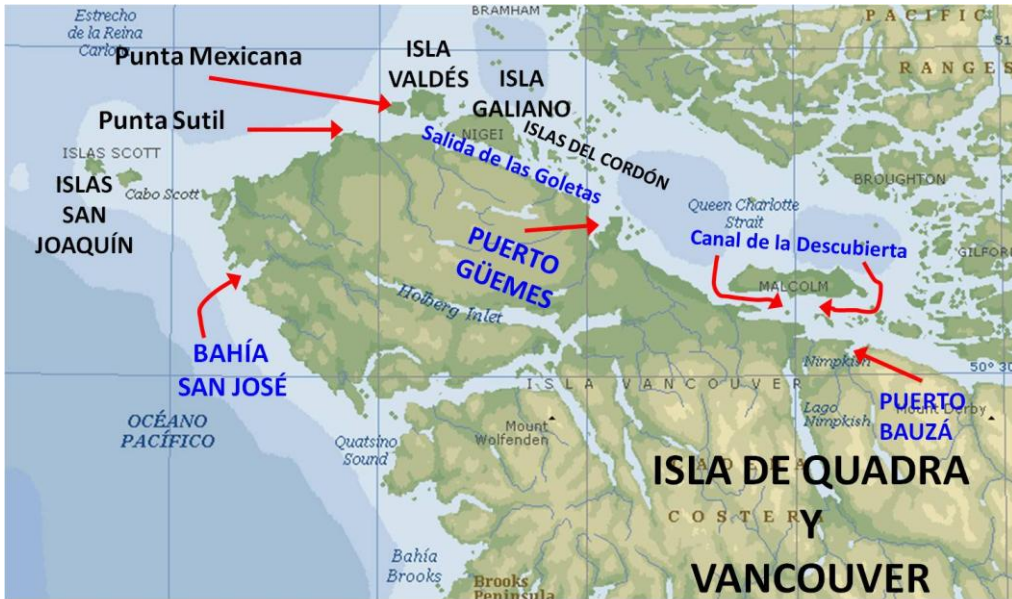 Estrecho
de la Reina
Carlota
BRAMHAM
PACIFIC
RANGES
51
Punta Mexicana
ISLA
VALDÉS
ISLA
GALIANO
Punta Sutil
NIGEI
ISLAS DEL CORDÓN
Salida de las Goletas
ISLAS SCOTT
Cabo Scott
ISLAS
SAN
JOAQUÍN
BROUGHTON
Queen Charlotte
Strait
Canal de la Descubierta
GILFOR
MALCOLM
PUERTO
GÜEMES
Holberg Inlet
BAHÍA
SAN JOSÉ
Nimpkish
50° 30
ISLA VANCOUVER
OCÉANO
PACÍFICO
Mount
Wolfenden
Lago
Nimpkish
Mount Derby
PUERTO
BAUZÁ
Quatsino
Sound
ISLA DE QUADRA
Y
VANCOUVER
COSTERA
Bahía
Brooks
Brooks
Peninsula